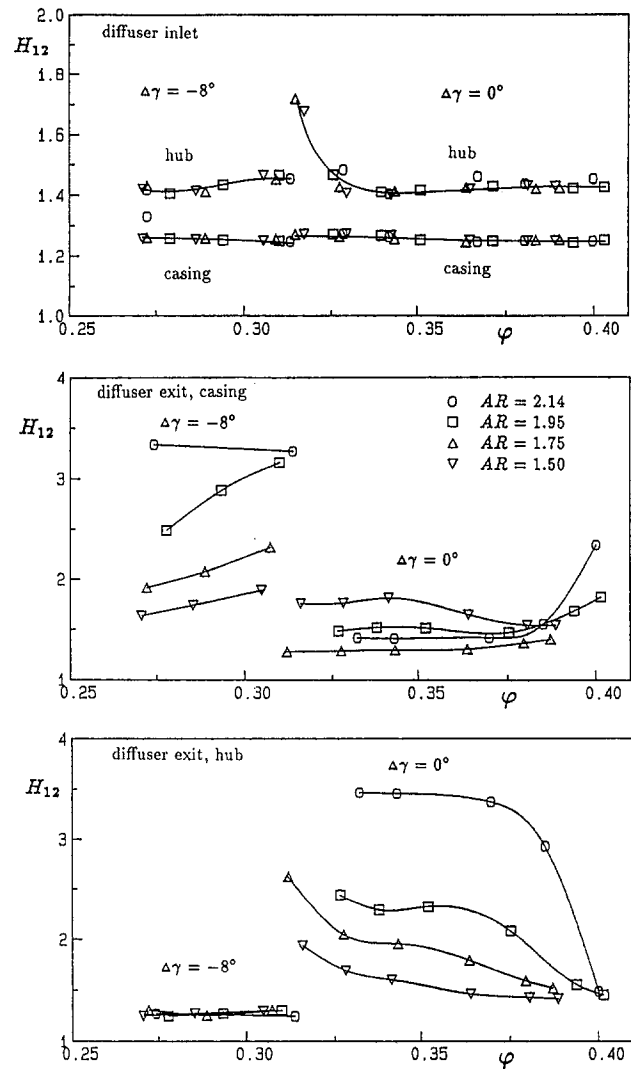 diffuser inlet
H12
2.0
1.8
1.6
1.4
1.2
1.0
Δγ = −8°
Δγ = 0°
hub
hub
casing
casing
0.25
0.30
0.35
φ
0.40
diffuser exit, casing
H12
4
3
2
1
Δγ = −8°
AR = 2.14
AR = 1.95
AR = 1.75
AR = 1.50
Δγ = 0°
0.25
0.30
0.35
φ
0.40
diffuser exit, hub
H12
4
3
2
1
Δγ = 0°
Δγ = −8°
0.25
0.30
0.35
φ
0.40